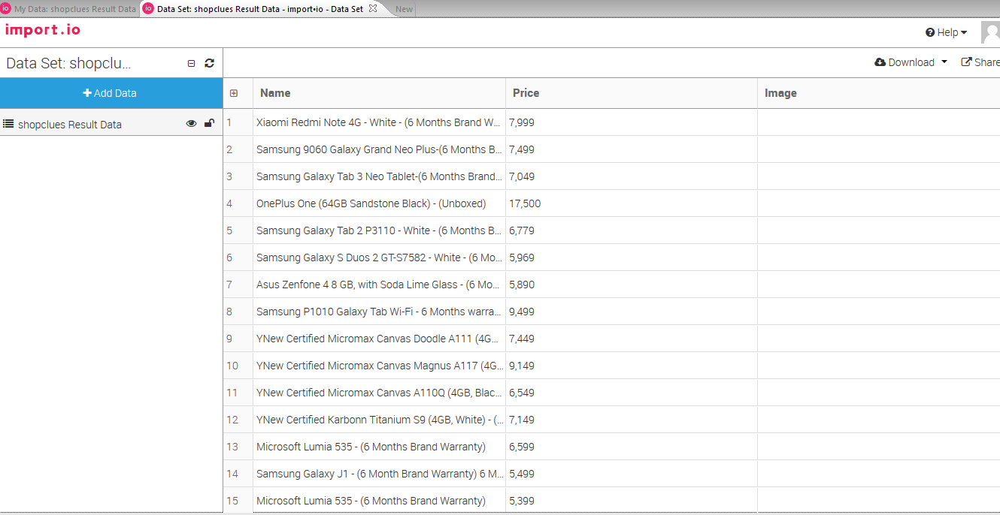 My Data: shopclues Result Data
Data Set: shopclues Result Data - import•io - Data Set
New
import.io
Help
Data Set: shopclu...
Download
Share
Add Data
Name Price Image
shopclues Result Data
1 Xiaomi Redmi Note 4G - White - (6 Months Brand W... 7,999
2 Samsung 9060 Galaxy Grand Neo Plus-(6 Months B... 7,499
3 Samsung Galaxy Tab 3 Neo Tablet-(6 Months Brand... 7,049
4 OnePlus One (64GB Sandstone Black) - (Unboxed) 17,500
5 Samsung Galaxy Tab 2 P3110 - White - (6 Months B... 6,779
6 Samsung Galaxy S Duos 2 GT-S7582 - White - (6 Mo... 5,969
7 Asus Zenfone 4 8 GB, with Soda Lime Glass - (6 Mo... 5,890
8 Samsung P1010 Galaxy Tab Wi-Fi - 6 Months warra... 9,499
9 YNew Certified Micromax Canvas Doodle A111 (4G... 7,449
10 YNew Certified Micromax Canvas Magnus A117 (4G... 9,149
11 YNew Certified Micromax Canvas A110Q (4GB, Blac... 6,549
12 YNew Certified Karbonn Titanium S9 (4GB, White) - (... 7,149
13 Microsoft Lumia 535 - (6 Months Brand Warranty) 6,599
14 Samsung Galaxy J1 - (6 Month Brand Warranty) 6 M... 5,499
15 Microsoft Lumia 535 - (6 Months Brand Warranty) 5,399